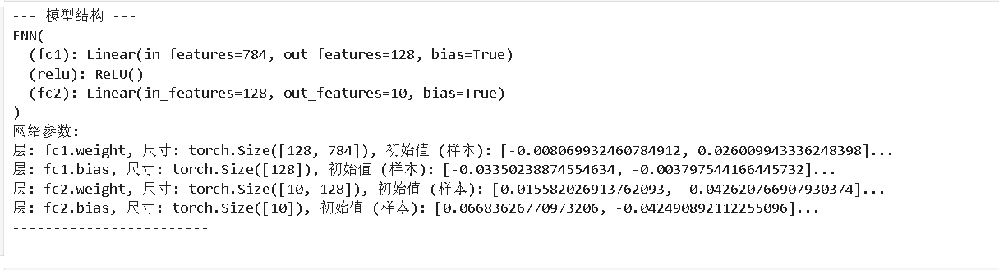 --- 模型结构 ---
FNN(
  (fc1): Linear(in_features=784, out_features=128, bias=True)
  (relu): ReLU()
  (fc2): Linear(in_features=128, out_features=10, bias=True)
)
网络参数:
层: fc1.weight, 尺寸: torch.Size([128, 784]), 初始值 (样本): [-0.008069932460784912, 0.026009943336248398]...
层: fc1.bias, 尺寸: torch.Size([128]), 初始值 (样本): [-0.03350238874554634, -0.003797544166445732]...
层: fc2.weight, 尺寸: torch.Size([10, 128]), 初始值 (样本): [0.015582026913762093, -0.042620766907930374]...
层: fc2.bias, 尺寸: torch.Size([10]), 初始值 (样本): [0.06683626770973206, -0.042490892112255096]...
------------------------